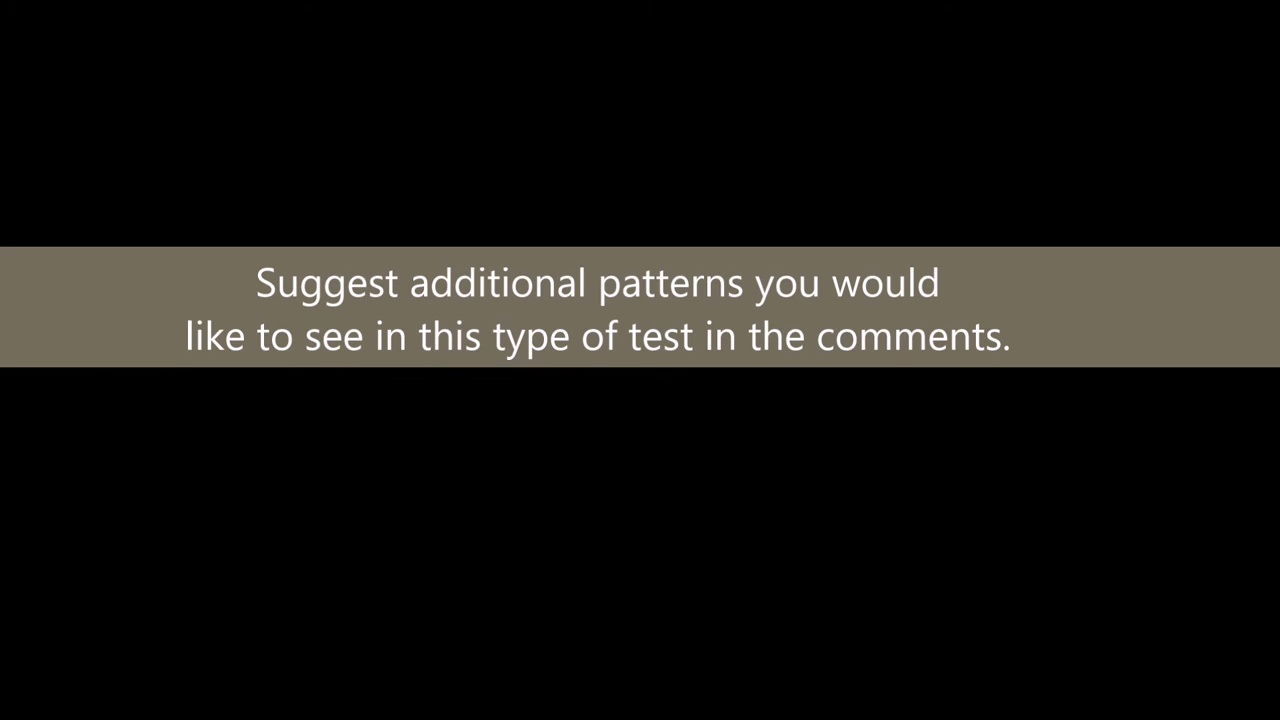 Suggest additional patterns you would
like to see in this type of test in the comments.